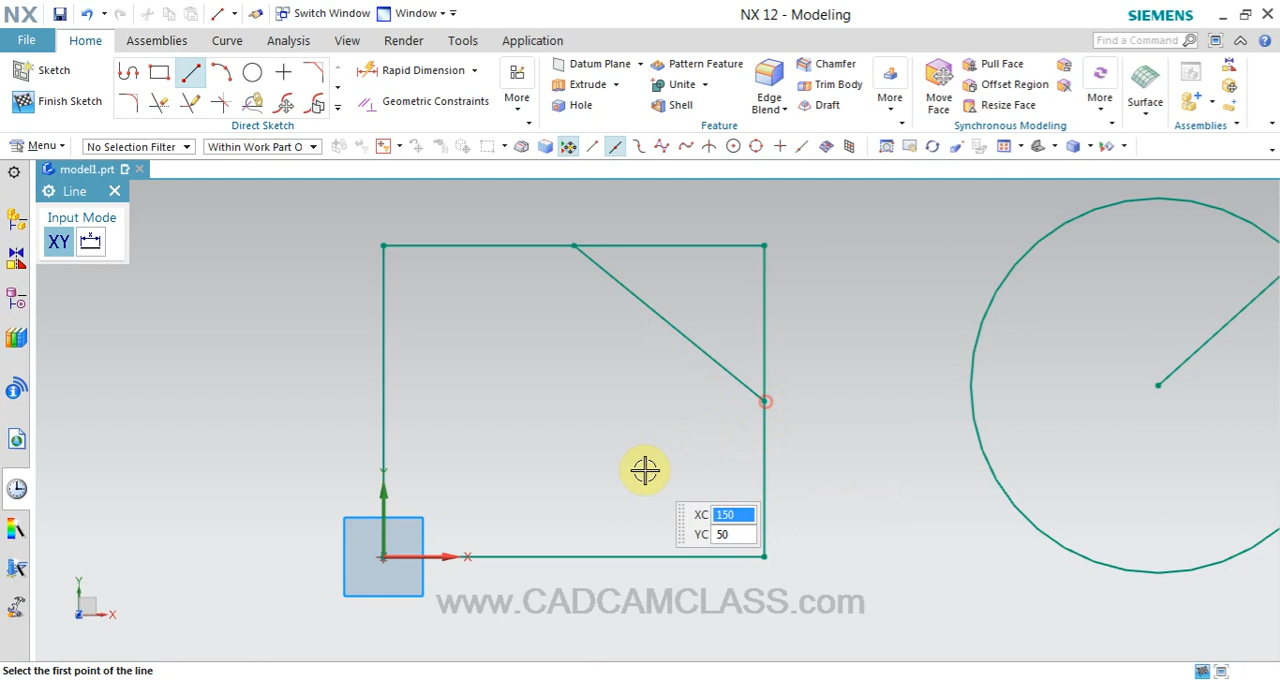 NX
Switch Window
Window
NX 12 - Modeling
SIEMENS
File
Home
Assemblies
Curve
Analysis
View
Render
Tools
Application
Find a Command
Sketch
Finish Sketch
Rapid Dimension
Geometric Constraints
More
Direct Sketch
Datum Plane
Extrude
Hole
Pattern Feature
Unite
Shell
Edge
Blend
Chamfer
Trim Body
Draft
More
Feature
Move
Face
Pull Face
Offset Region
Resize Face
More
Synchronous Modeling
Surface
Assemblies
Menu
No Selection Filter
Within Work Part O
model1.prt
Line
Input Mode
XY
XC 150
YC 50
Y
X
Y
X
Z
www.CADCAMCLASS.com
Select the first point of the line